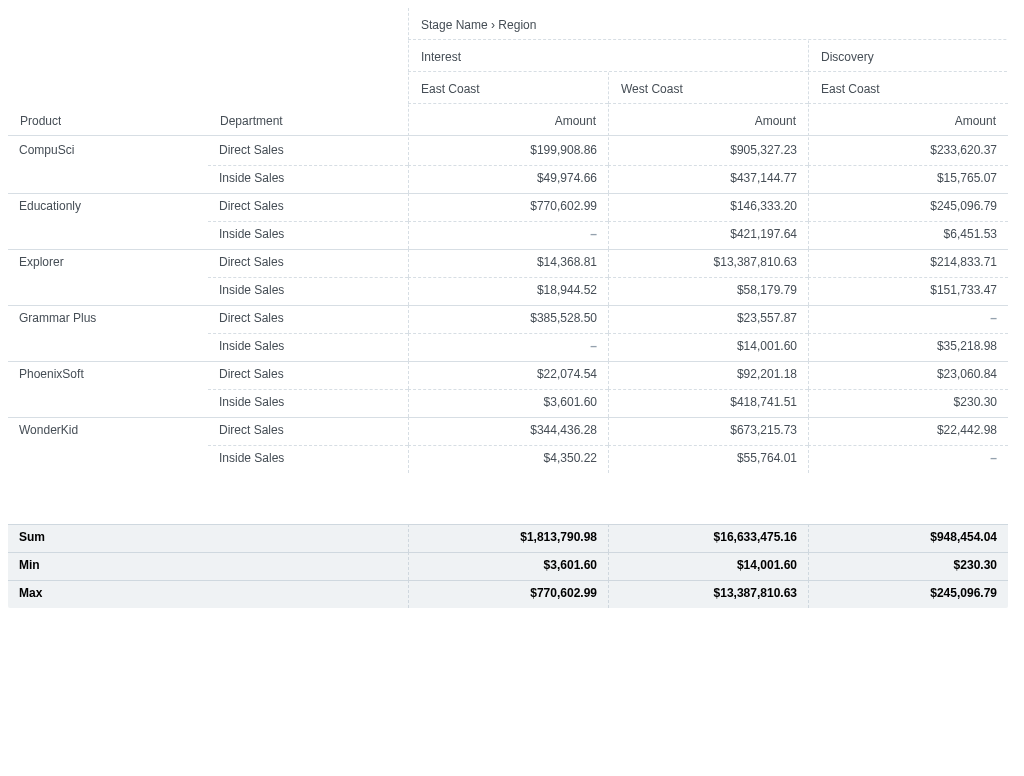 Stage Name › Region
Interest Discovery
East Coast West Coast East Coast
Product Department Amount Amount Amount
CompuSci Direct Sales $199,908.86 $905,327.23 $233,620.37
Inside Sales $49,974.66 $437,144.77 $15,765.07
Educationly Direct Sales $770,602.99 $146,333.20 $245,096.79
Inside Sales – $421,197.64 $6,451.53
Explorer Direct Sales $14,368.81 $13,387,810.63 $214,833.71
Inside Sales $18,944.52 $58,179.79 $151,733.47
Grammar Plus Direct Sales $385,528.50 $23,557.87 –
Inside Sales – $14,001.60 $35,218.98
PhoenixSoft Direct Sales $22,074.54 $92,201.18 $23,060.84
Inside Sales $3,601.60 $418,741.51 $230.30
WonderKid Direct Sales $344,436.28 $673,215.73 $22,442.98
Inside Sales $4,350.22 $55,764.01 –
Sum $1,813,790.98 $16,633,475.16 $948,454.04
Min $3,601.60 $14,001.60 $230.30
Max $770,602.99 $13,387,810.63 $245,096.79